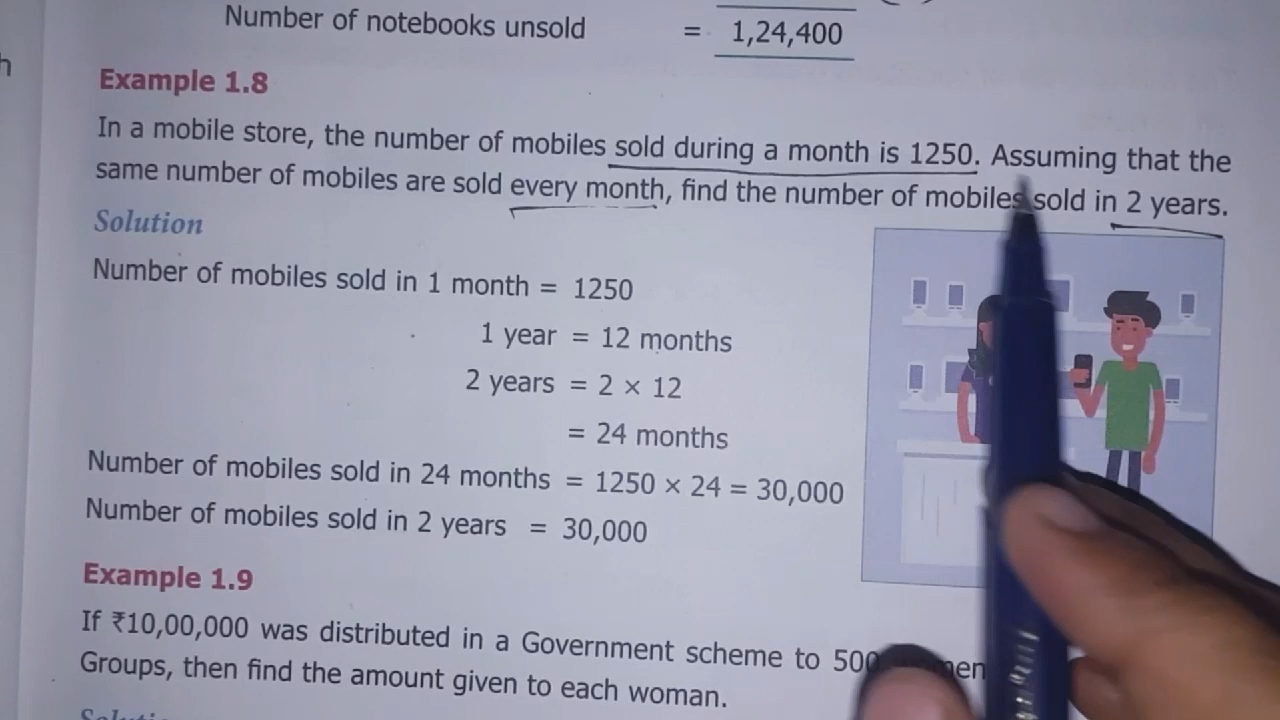 Number of notebooks unsold = 1,24,400
h
Example 1.8
In a mobile store, the number of mobiles sold during a month is 1250. Assuming that the
same number of mobiles are sold every month, find the number of mobiles sold in 2 years.
Solution
Number of mobiles sold in 1 month = 1250
1 year = 12 months
2 years = 2 × 12
= 24 months
Number of mobiles sold in 24 months = 1250 × 24 = 30,000
Number of mobiles sold in 2 years = 30,000
Example 1.9
If ₹10,00,000 was distributed in a Government scheme to 500
Groups, then find the amount given to each woman.